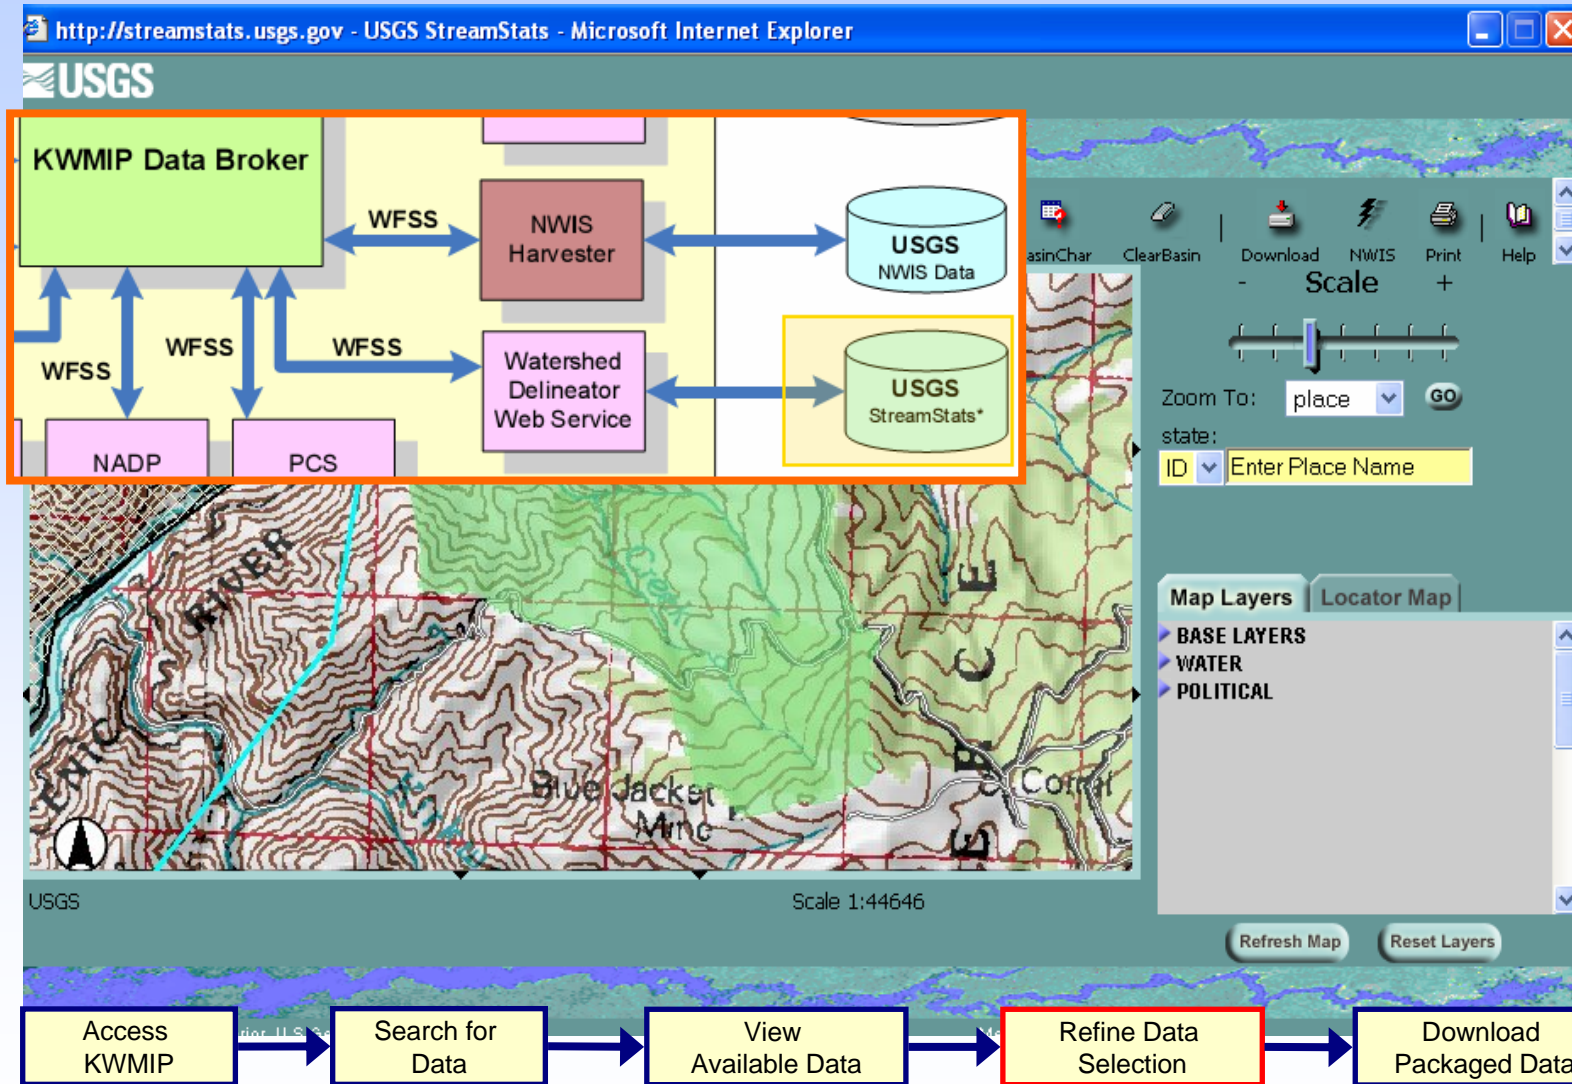 http://streamstats.usgs.gov - USGS StreamStats - Microsoft Internet Explorer
USGS
KWMIP Data Broker
WFSS
NWIS
Harvester
USGS
NWIS Data
WFSS
WFSS
WFSS
Watershed
Delineator
Web Service
USGS
StreamStats*
NADP
PCS
asinChar
ClearBasin
Download
NWIS
Print
Help
- Scale +
Zoom To: place GO
state:
ID Enter Place Name
Map Layers Locator Map
BASE LAYERS
WATER
POLITICAL
RIVER
Blue Jacket
Mine
USGS
Scale 1:44646
Refresh Map Reset Layers
Access
KWMIP
Search for
Data
View
Available Data
Refine Data
Selection
Download
Packaged Data